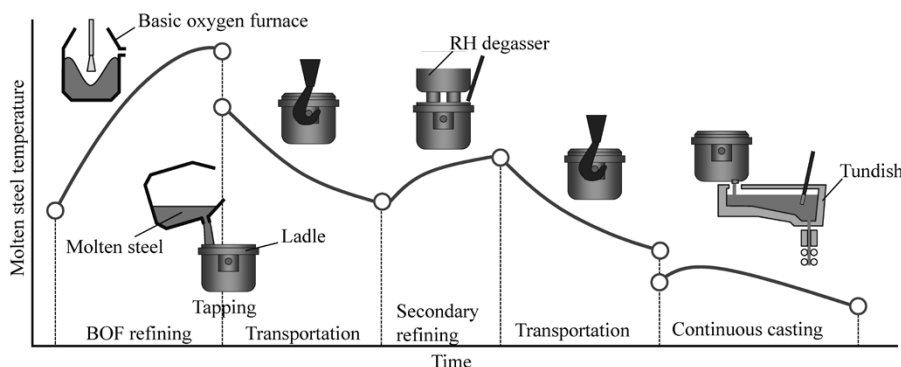 Basic oxygen furnace
RH degasser
Tundish
Molten steel
Ladle
Tapping
Molten steel temperature
BOF refining
Transportation
Secondary
refining
Transportation
Continuous casting
Time